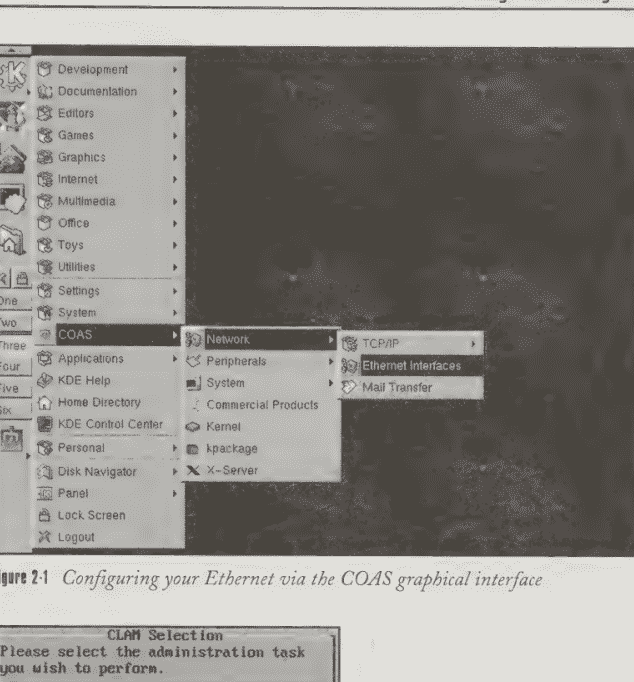 Development
Documentation
Editors
Games
Graphics
Internet
Multimedia
Office
Toys
Utilities
Settings
System
COAS
Applications
KDE Help
Home Directory
KDE Control Center
Personal
Disk Navigator
Panel
Lock Screen
Logout
One
Two
Three
Four
Five
Six
Network
Peripherals
System
Commercial Products
Kernel
kpackage
X-Server
TCP/IP
Ethernet Interfaces
Mail Transfer
gure 2-1 Configuring your Ethernet via the COAS graphical interface
CLAM Selection
Please select the administration task
you wish to perform.